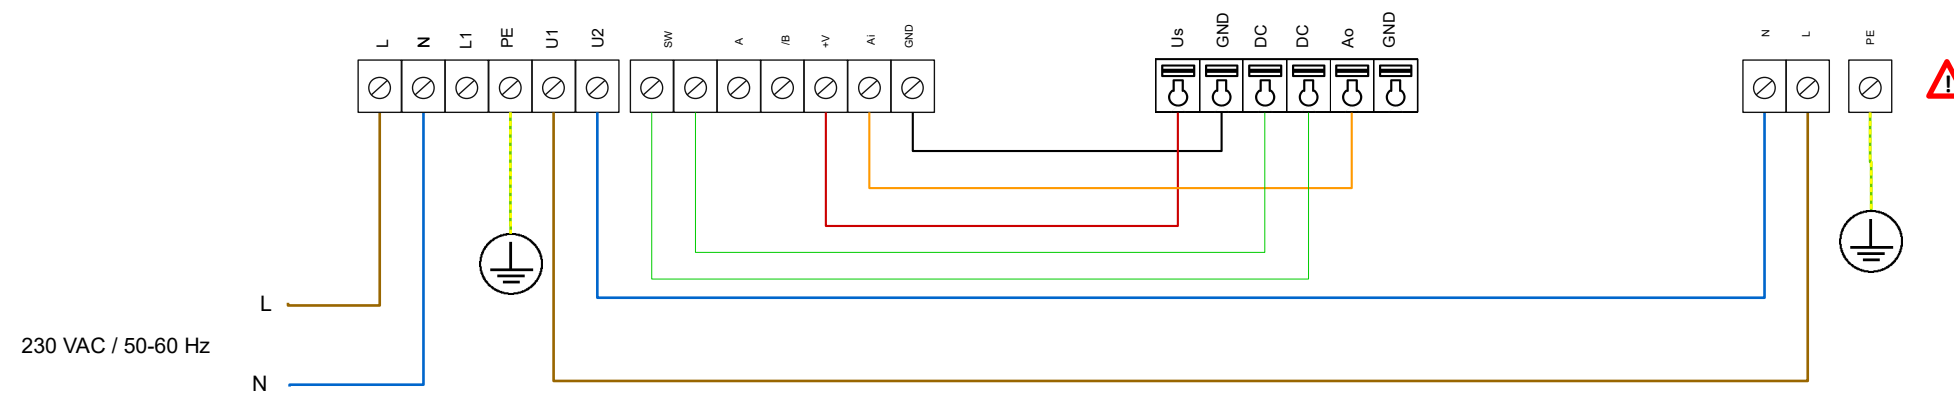 L
N
L1
PE
U1
U2
SW
A
/B
+V
Ai
GND
Us
GND
DC
DC
Ao
GND
N
L
PE
!
L
230 VAC / 50-60 Hz
N